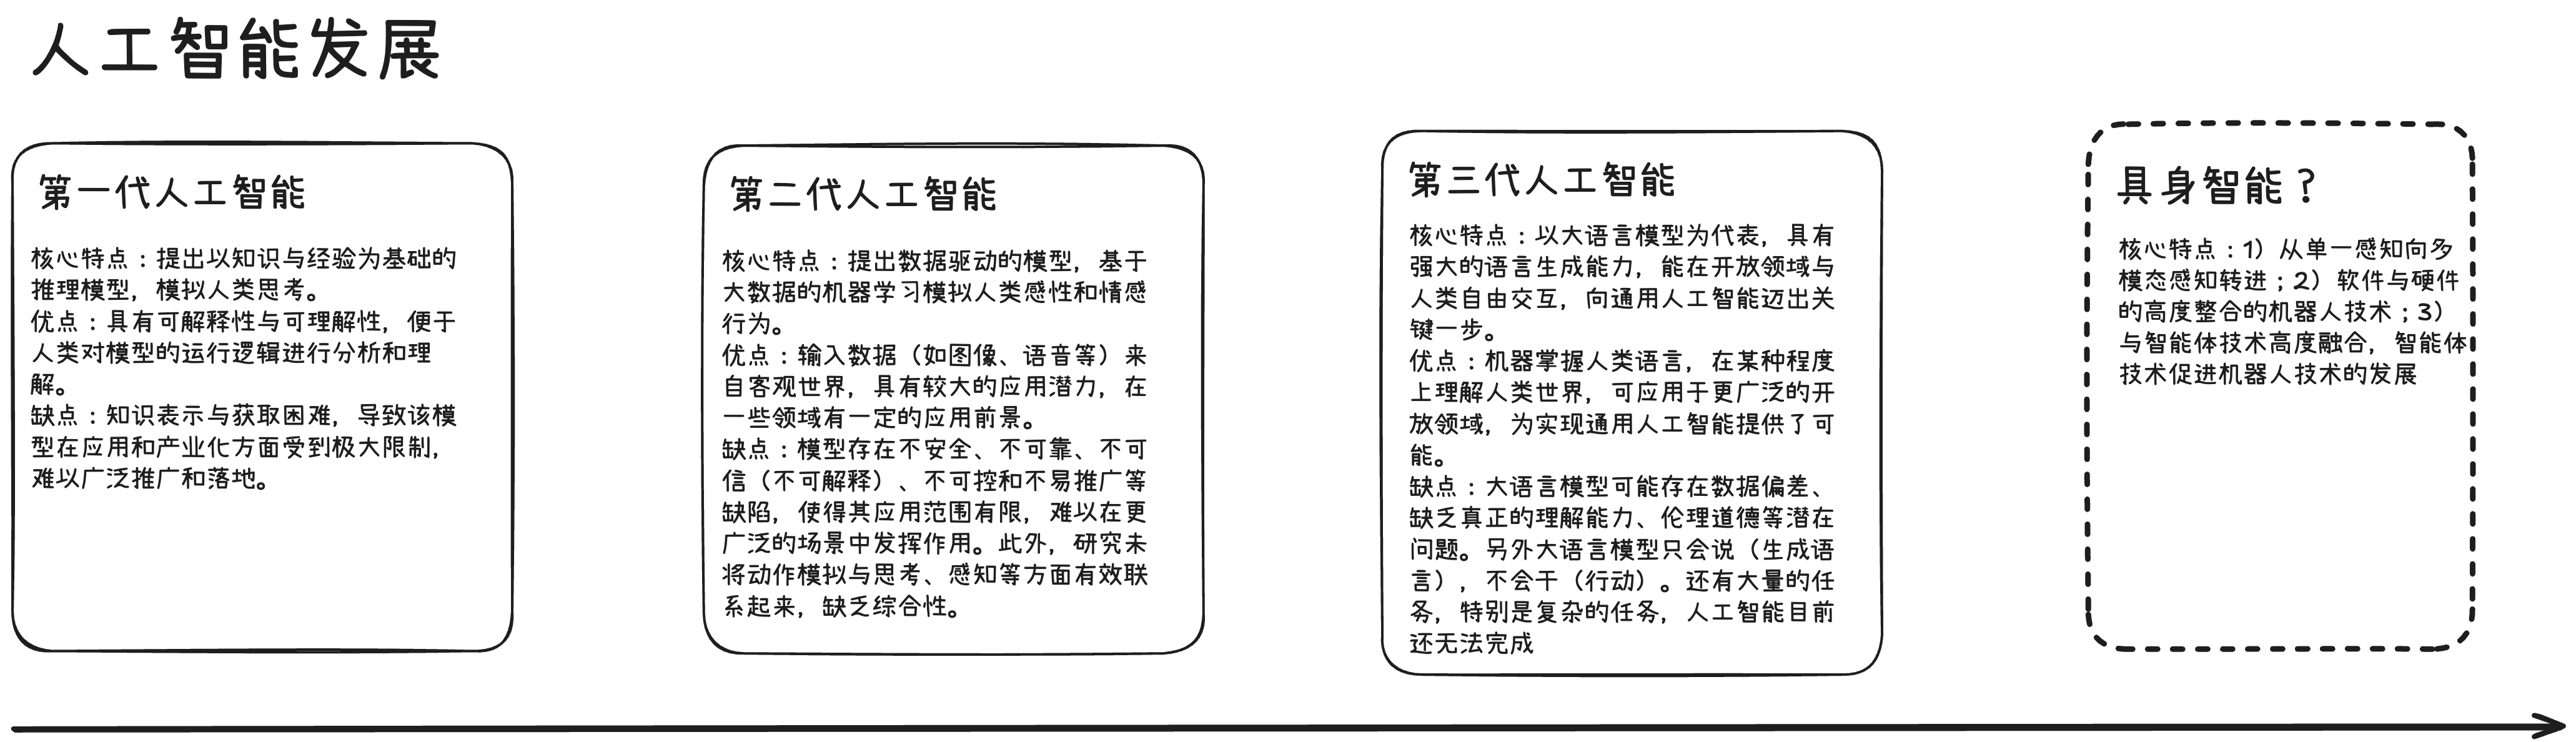 人工智能发展
第一代人工智能
核心特点：提出以知识与经验为基础的
推理模型，模拟人类思考。
优点：具有可解释性与可理解性，便于
人类对模型的运行逻辑进行分析和理
解。
缺点：知识表示与获取困难，导致该模
型在应用和产业化方面受到极大限制，
难以广泛推广和落地。
第二代人工智能
核心特点：提出数据驱动的模型，基于
大数据的机器学习模拟人类感性和情感
行为。
优点：输入数据（如图像、语音等）来
自客观世界，具有较大的应用潜力，在
一些领域有一定的应用前景。
缺点：模型存在不安全、不可靠、不可
信（不可解释）、不可控和不易推广等
缺陷，使得其应用范围有限，难以在更
广泛的场景中发挥作用。此外，研究未
将动作模拟与思考、感知等方面有效联
系起来，缺乏综合性。
第三代人工智能
核心特点：以大语言模型为代表，具有
强大的语言生成能力，能在开放领域与
人类自由交互，向通用人工智能迈出关
键一步。
优点：机器掌握人类语言，在某种程度
上理解人类世界，可应用于更广泛的开
放领域，为实现通用人工智能提供了可
能。
缺点：大语言模型可能存在数据偏差、
缺乏真正的理解能力、伦理道德等潜在
问题。另外大语言模型只会说（生成语
言），不会干（行动）。还有大量的任
务，特别是复杂的任务，人工智能目前
还无法完成
具身智能？
核心特点：1）从单一感知向多
模态感知转进；2）软件与硬件
的高度整合的机器人技术；3）
与智能体技术高度融合，智能体
技术促进机器人技术的发展